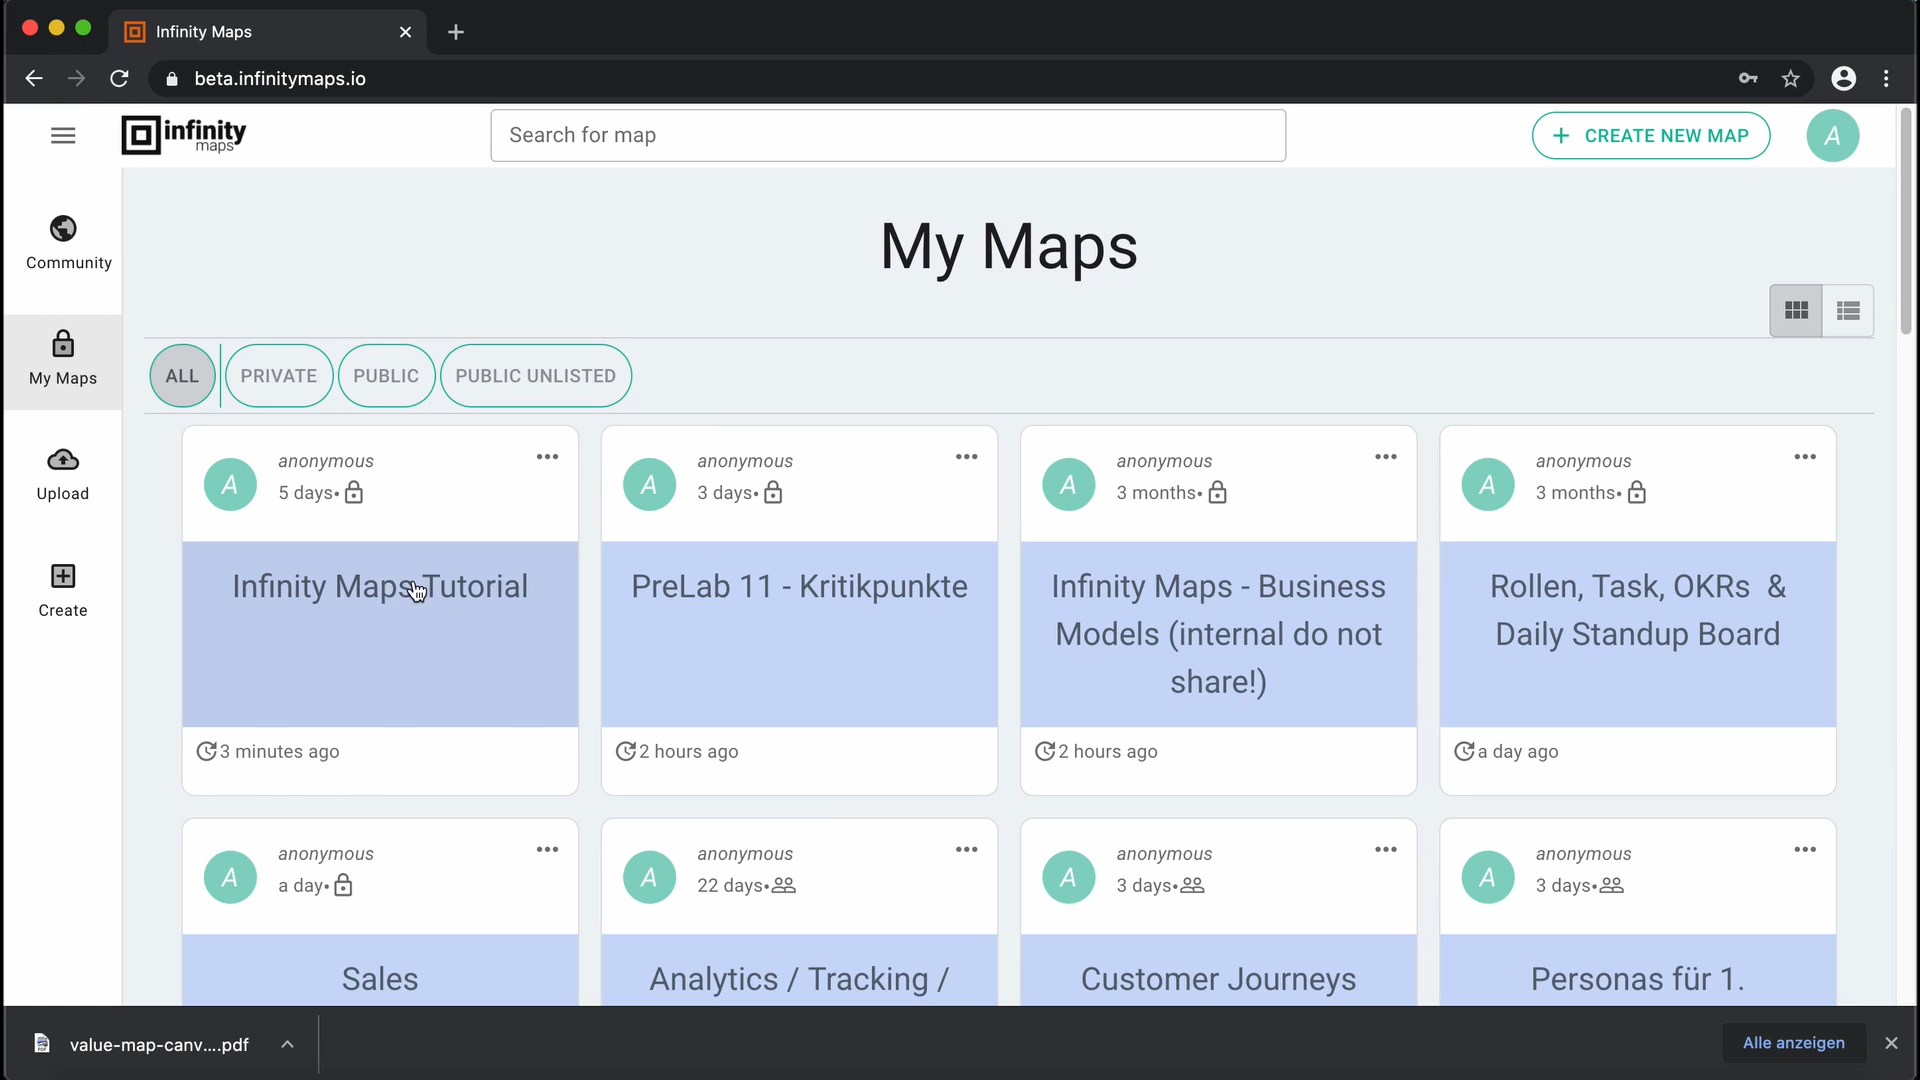 Infinity Maps
beta.infinitymaps.io
infinity
maps
Search for map
CREATE NEW MAP
A
Community
My Maps
Upload
Create
My Maps
ALL
PRIVATE
PUBLIC
PUBLIC UNLISTED
A
anonymous
5 days•
Infinity Maps Tutorial
3 minutes ago
A
anonymous
3 days•
PreLab 11 - Kritikpunkte
2 hours ago
A
anonymous
3 months•
Infinity Maps - Business
Models (internal do not
share!)
2 hours ago
A
anonymous
3 months•
Rollen, Task, OKRs &
Daily Standup Board
a day ago
A
anonymous
a day•
Sales
A
anonymous
22 days•
Analytics / Tracking /
A
anonymous
3 days•
Customer Journeys
A
anonymous
3 days•
Personas für 1.
value-map-canv....pdf
Alle anzeigen